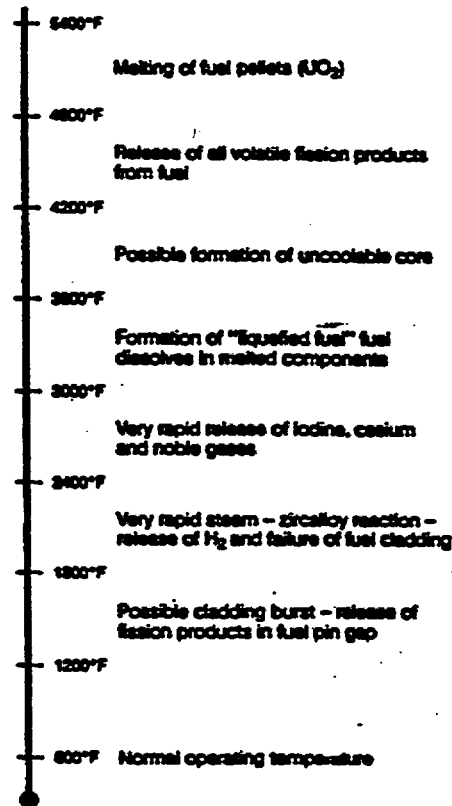 5400°F
Melting of fuel pellets (UO₂)
4800°F
Release of all volatile fission products
from fuel
4200°F
Possible formation of uncoolable core
3600°F
Formation of "liquefied fuel" fuel
dissolves in melted components
3000°F
Very rapid release of iodine, cesium
and noble gases
2400°F
Very rapid steam – zircalloy reaction –
release of H₂ and failure of fuel cladding
1800°F
Possible cladding burst – release of
fission products in fuel pin gap
1200°F
600°F Normal operating temperature